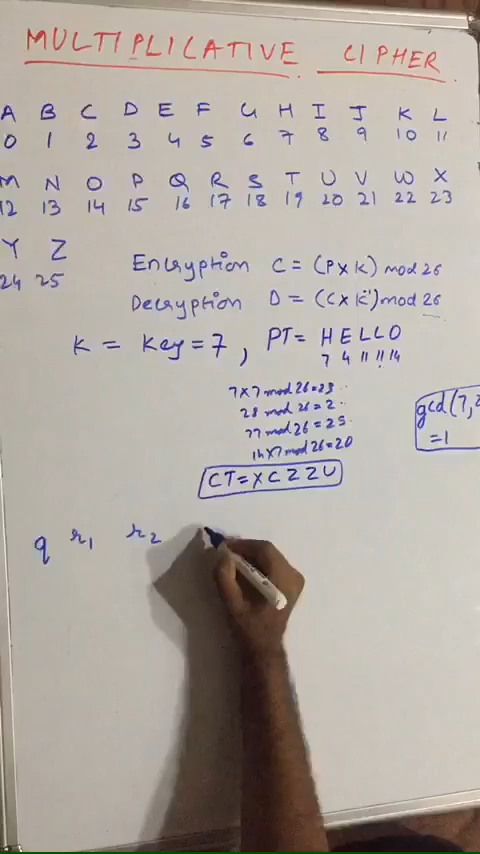 MULTIPLICATIVE CIPHER
A B C D E F G H I J K L
0 1 2 3 4 5 6 7 8 9 10 11
M N O P Q R S T U V W X
12 13 14 15 16 17 18 19 20 21 22 23
Y Z
24 25
Encryption C = (P x K) mod 26
Decryption D = (C x K⁻¹) mod 26
K = Key = 7, PT = HELLO
7 4 11 11 14
7x7 mod 26 = 23
28 mod 26 = 2
77 mod 26 = 25
14x7 mod 26 = 20
gcd(7, 2
=1
CT = XCZZU
q r1 r2